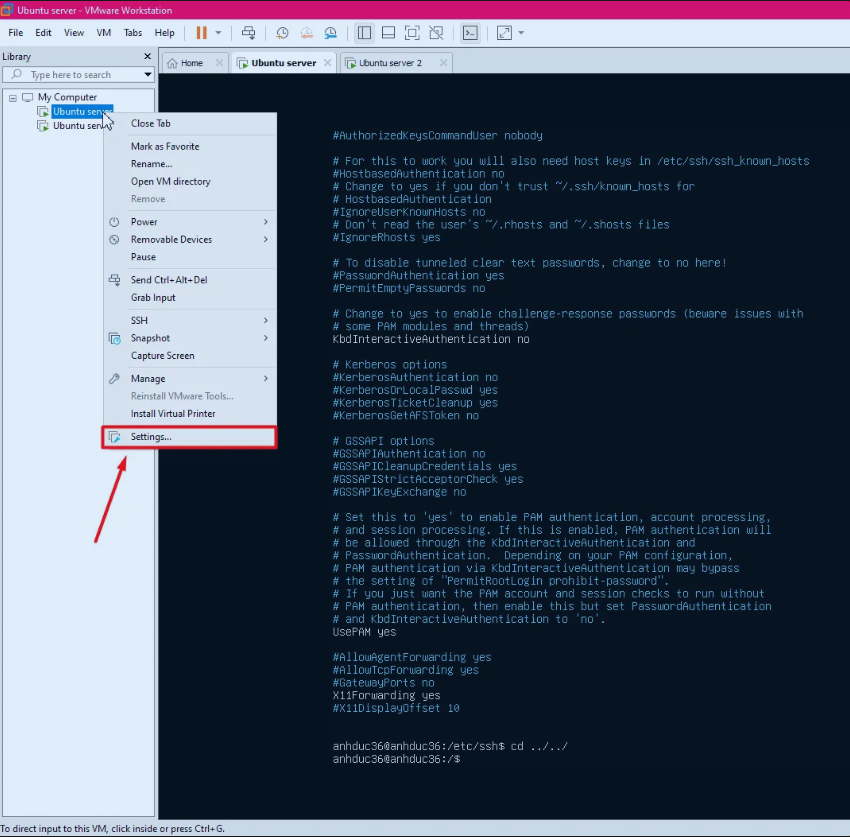 Ubuntu server - VMware Workstation
File Edit View VM Tabs Help
Library
Type here to search
My Computer
Ubuntu server
Ubuntu serv
Home
Ubuntu server
Ubuntu server 2
Close Tab
Mark as Favorite
Rename...
Open VM directory
Remove
Power
Removable Devices
Pause
Send Ctrl+Alt+Del
Grab Input
SSH
Snapshot
Capture Screen
Manage
Reinstall VMware Tools...
Install Virtual Printer
Settings...
#AuthorizedKeysCommandUser nobody
# For this to work you will also need host keys in /etc/ssh/ssh_known_hosts
#HostbasedAuthentication no
# Change to yes if you don't trust ~/.ssh/known_hosts for
# HostbasedAuthentication
#IgnoreUserKnownHosts no
# Don't read the user's ~/.rhosts and ~/.shosts files
#IgnoreRhosts yes
# To disable tunneled clear text passwords, change to no here!
#PasswordAuthentication yes
#PermitEmptyPasswords no
# Change to yes to enable challenge-response passwords (beware issues with
# some PAM modules and threads)
KbdInteractiveAuthentication no
# Kerberos options
#KerberosAuthentication no
#KerberosOrLocalPasswd yes
#KerberosTicketCleanup yes
#KerberosGetAFSToken no
# GSSAPI options
#GSSAPIAuthentication no
#GSSAPICleanupCredentials yes
#GSSAPIStrictAcceptorCheck yes
#GSSAPIKeyExchange no
# Set this to 'yes' to enable PAM authentication, account processing,
# and session processing. If this is enabled, PAM authentication will
# be allowed through the KbdInteractiveAuthentication and
# PasswordAuthentication.  Depending on your PAM configuration,
# PAM authentication via KbdInteractiveAuthentication may bypass
# the setting of "PermitRootLogin prohibit-password".
# If you just want the PAM account and session checks to run without
# PAM authentication, then enable this but set PasswordAuthentication
# and KbdInteractiveAuthentication to 'no'.
UsePAM yes
#AllowAgentForwarding yes
#AllowTcpForwarding yes
#GatewayPorts no
X11Forwarding yes
#X11DisplayOffset 10
anhduc36@anhduc36:/etc/ssh$ cd ../../
anhduc36@anhduc36:/$
To direct input to this VM, click inside or press Ctrl+G.